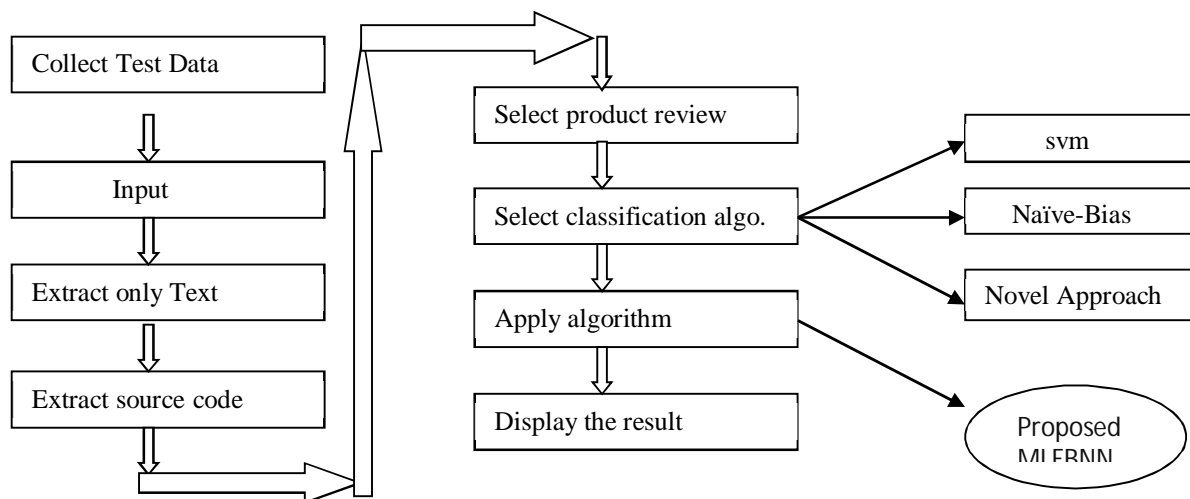 Collect Test Data
Input
Extract only Text
Extract source code
Select product review
Select classification algo.
Apply algorithm
Display the result
svm
Naïve-Bias
Novel Approach
Proposed